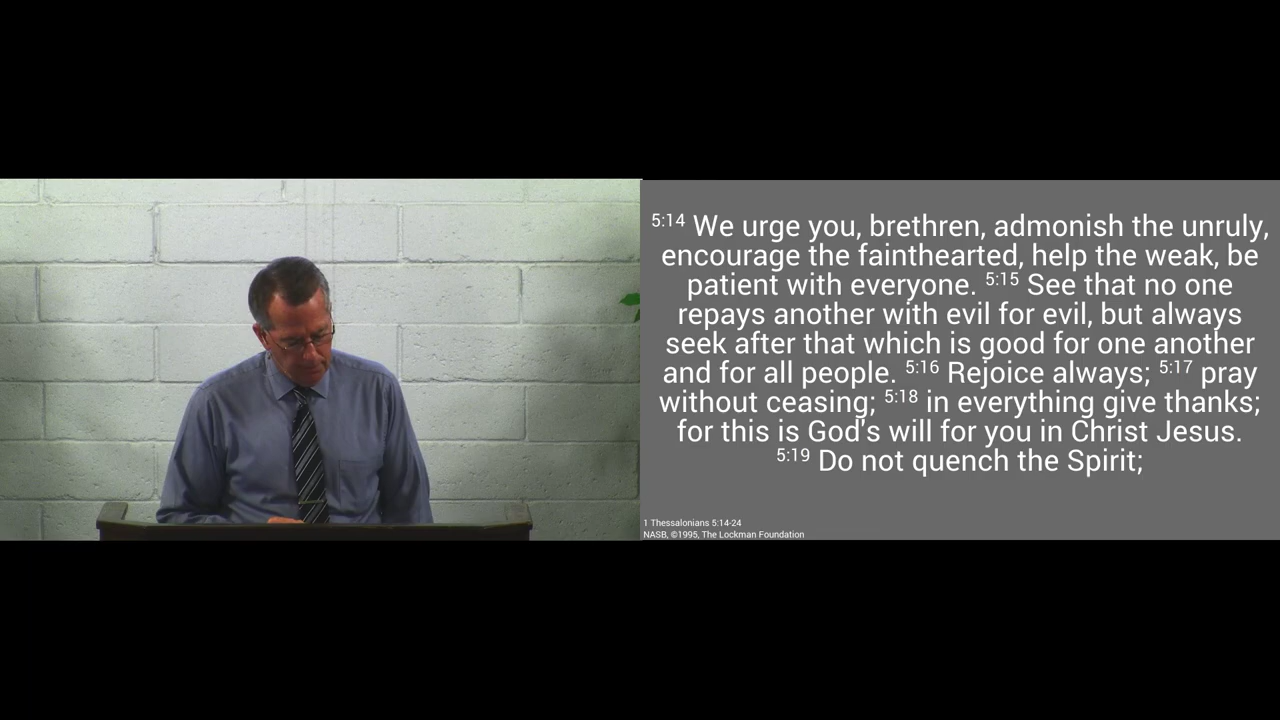 5:14 We urge you, brethren, admonish the unruly,
encourage the fainthearted, help the weak, be
patient with everyone. 5:15 See that no one
repays another with evil for evil, but always
seek after that which is good for one another
and for all people. 5:16 Rejoice always; 5:17 pray
without ceasing; 5:18 in everything give thanks;
for this is God's will for you in Christ Jesus.
5:19 Do not quench the Spirit;
1 Thessalonians 5:14-24
NASB, ©1995, The Lockman Foundation